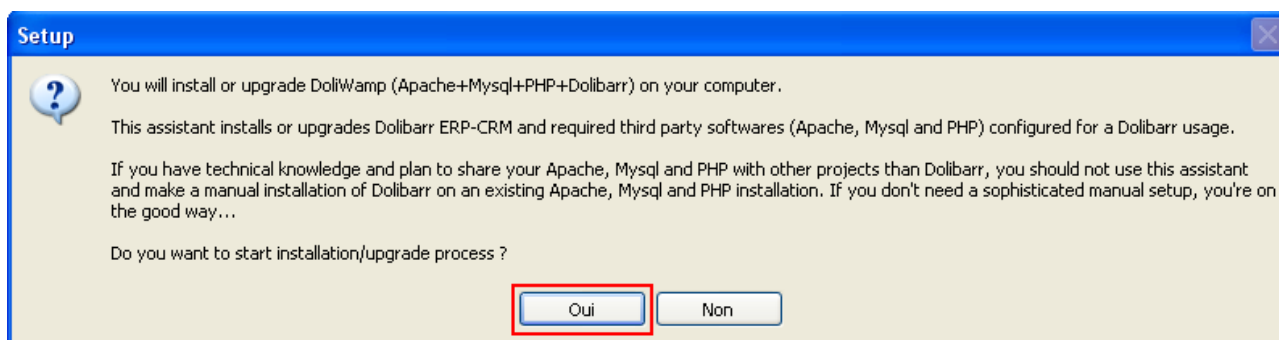 Setup
You will install or upgrade DoliWamp (Apache+Mysql+PHP+Dolibarr) on your computer.
This assistant installs or upgrades Dolibarr ERP-CRM and required third party softwares (Apache, Mysql and PHP) configured for a Dolibarr usage.
If you have technical knowledge and plan to share your Apache, Mysql and PHP with other projects than Dolibarr, you should not use this assistant
and make a manual installation of Dolibarr on an existing Apache, Mysql and PHP installation. If you don't need a sophisticated manual setup, you're on
the good way...
Do you want to start installation/upgrade process ?
Oui
Non